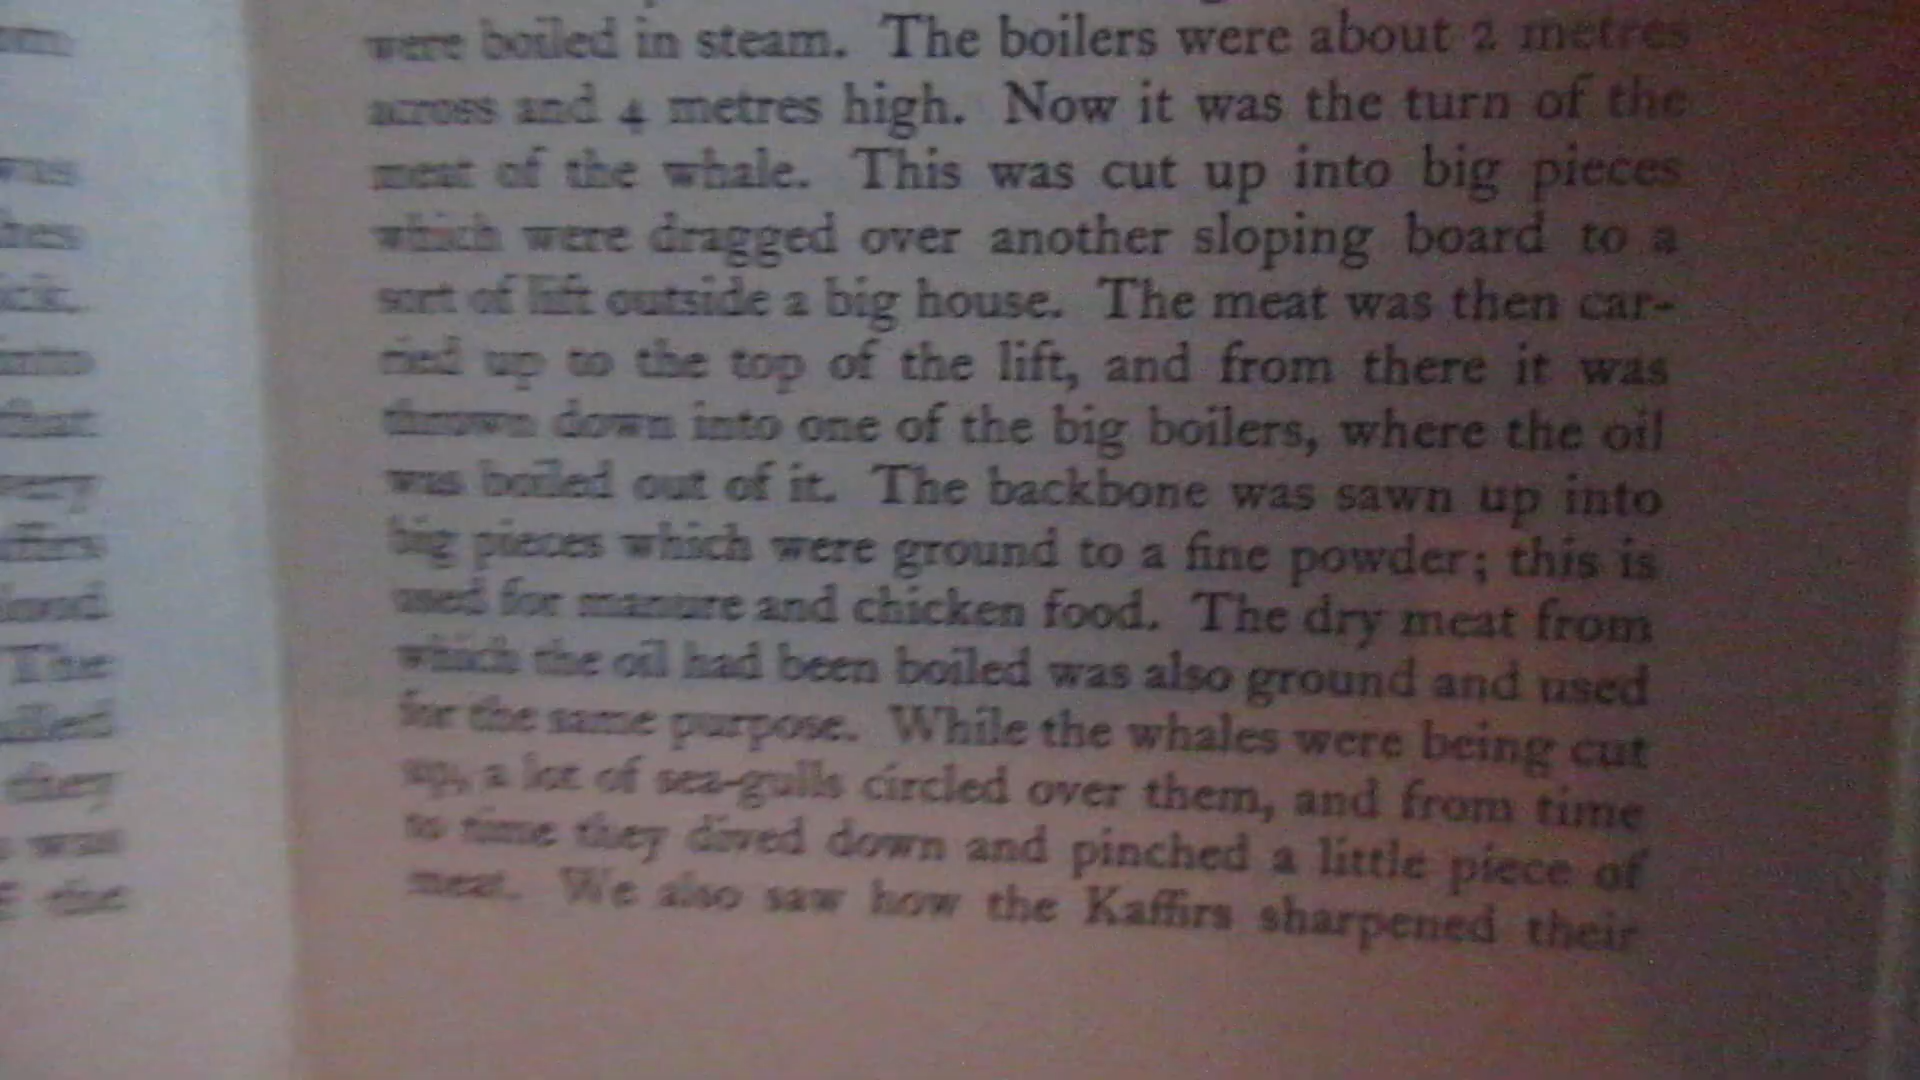 was
ick.
into
that
very
The
they
was
were boiled in steam. The boilers were about 2 metres
across and 4 metres high. Now it was the turn of the
meat of the whale. This was cut up into big pieces
which were dragged over another sloping board to a
sort of lift outside a big house. The meat was then car-
ried up to the top of the lift, and from there it was
thrown down into one of the big boilers, where the oil
was boiled out of it. The backbone was sawn up into
big pieces which were ground to a fine powder; this is
used for manure and chicken food. The dry meat from
which the oil had been boiled was also ground and used
for the same purpose. While the whales were being cut
up, a lot of sea-gulls circled over them, and from time
to time they dived down and pinched a little piece of
meat. We also saw how the Kaffirs sharpened their